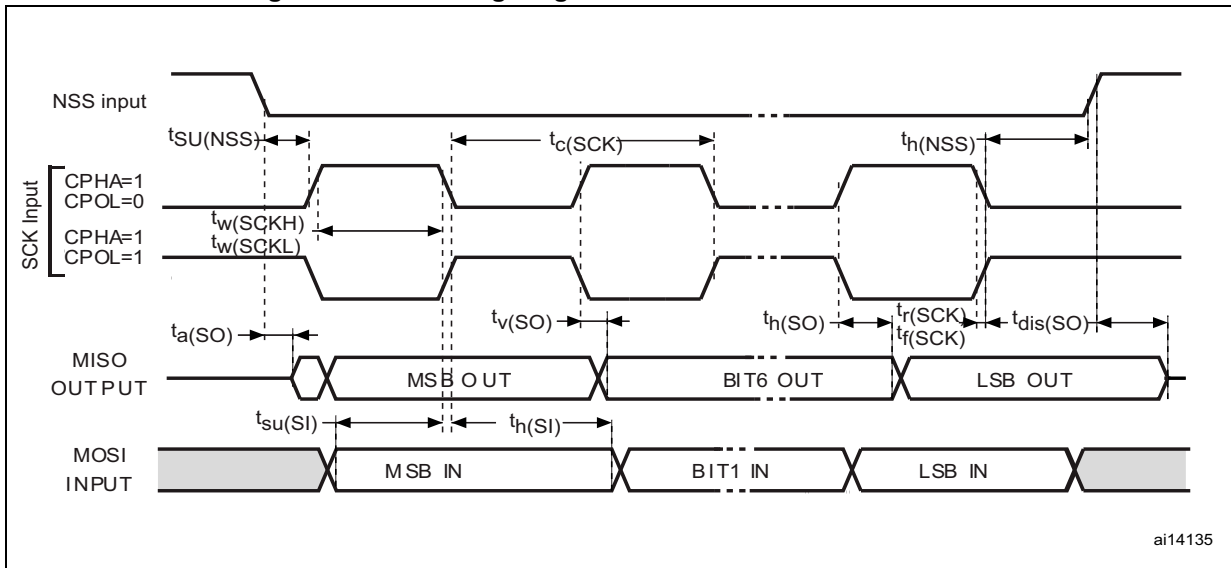 NSS input
tSU(NSS)
tc(SCK)
th(NSS)
SCK Input
CPHA=1
CPOL=0
CPHA=1
CPOL=1
tw(SCKH)
tw(SCKL)
ta(SO)
tv(SO)
th(SO)
tr(SCK)
tf(SCK)
tdis(SO)
MISO
OUTPUT
MSB OUT
BIT6 OUT
LSB OUT
tsu(SI)
th(SI)
MOSI
INPUT
MSB IN
BIT1 IN
LSB IN
ai14135